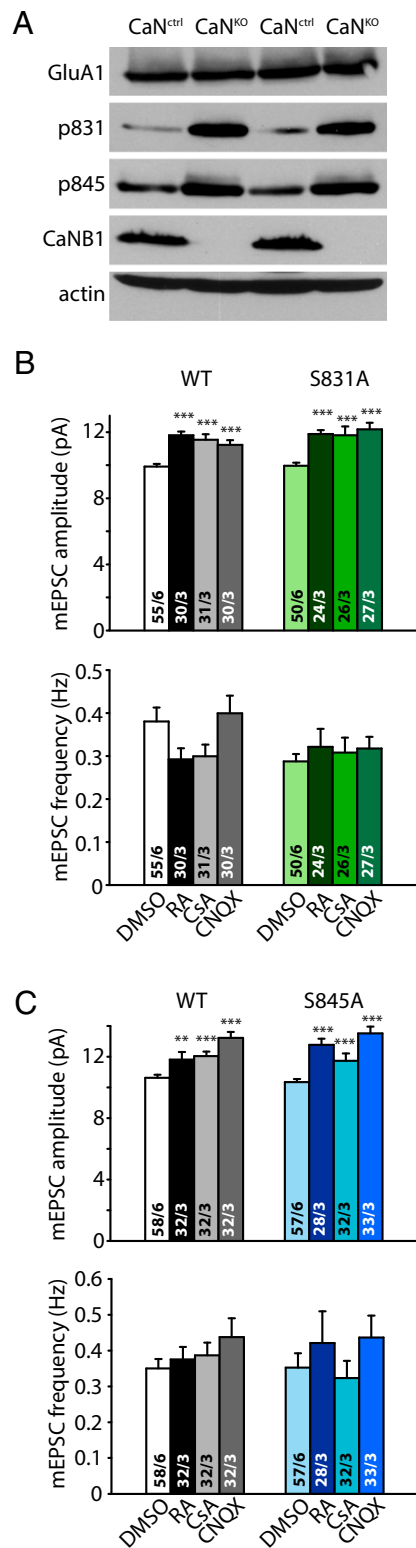 A
CaNctrl CaNKO CaNctrl CaNKO
GluA1
p831
p845
CaNB1
actin
B
WT S831A
mEPSC amplitude (pA)
12
8
4
0
*** *** *** *** *** ***
55/6 30/3 31/3 30/3 50/6 24/3 26/3 27/3
mEPSC frequency (Hz)
0.5
0.4
0.3
0.2
0.1
0
55/6 30/3 31/3 30/3 50/6 24/3 26/3 27/3
DMSO RA CsA CNQX DMSO RA CsA CNQX
C
WT S845A
mEPSC amplitude (pA)
12
8
4
0
** *** *** *** *** ***
58/6 32/3 32/3 32/3 57/6 28/3 32/3 33/3
mEPSC frequency (Hz)
0.6
0.5
0.4
0.3
0.2
0.1
0
58/6 32/3 32/3 32/3 57/6 28/3 32/3 33/3
DMSO RA CsA CNQX DMSO RA CsA CNQX